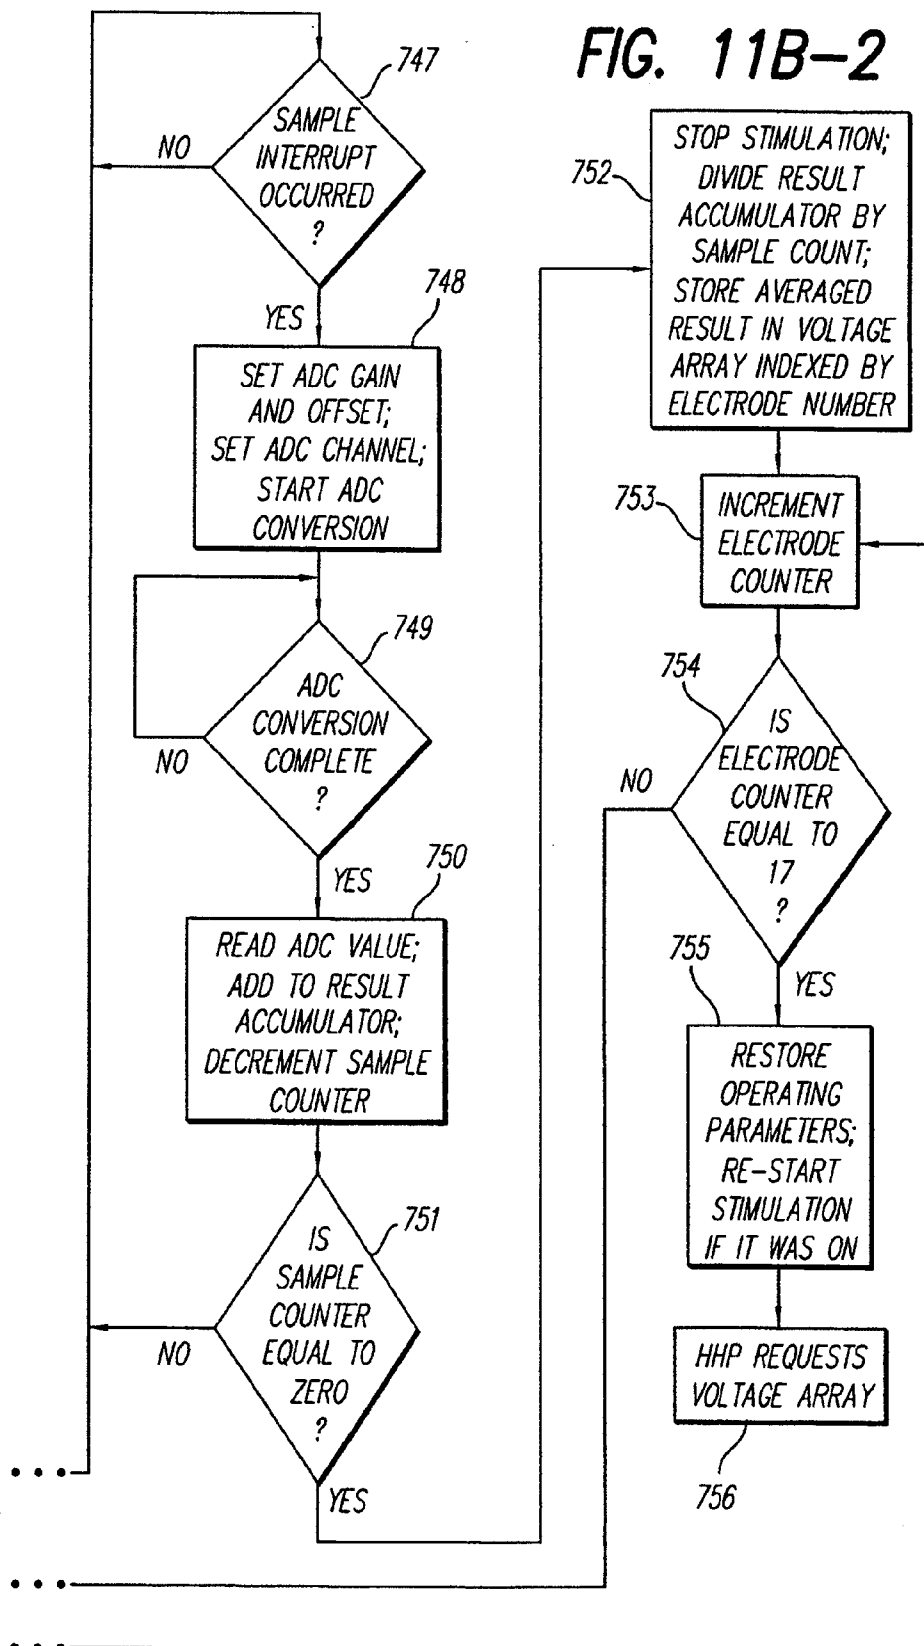 FIG. 11B-2
747
SAMPLE
INTERRUPT
OCCURRED
?
NO
YES
748
SET ADC GAIN
AND OFFSET;
SET ADC CHANNEL;
START ADC
CONVERSION
749
ADC
CONVERSION
COMPLETE
?
NO
YES
750
READ ADC VALUE;
ADD TO RESULT
ACCUMULATOR;
DECREMENT SAMPLE
COUNTER
751
IS
SAMPLE
COUNTER
EQUAL TO
ZERO
?
NO
YES
752
STOP STIMULATION;
DIVIDE RESULT
ACCUMULATOR BY
SAMPLE COUNT;
STORE AVERAGED
RESULT IN VOLTAGE
ARRAY INDEXED BY
ELECTRODE NUMBER
753
INCREMENT
ELECTRODE
COUNTER
754
IS
ELECTRODE
COUNTER
EQUAL TO
17
?
NO
YES
755
RESTORE
OPERATING
PARAMETERS;
RE-START
STIMULATION
IF IT WAS ON
HHP REQUESTS
VOLTAGE ARRAY
756